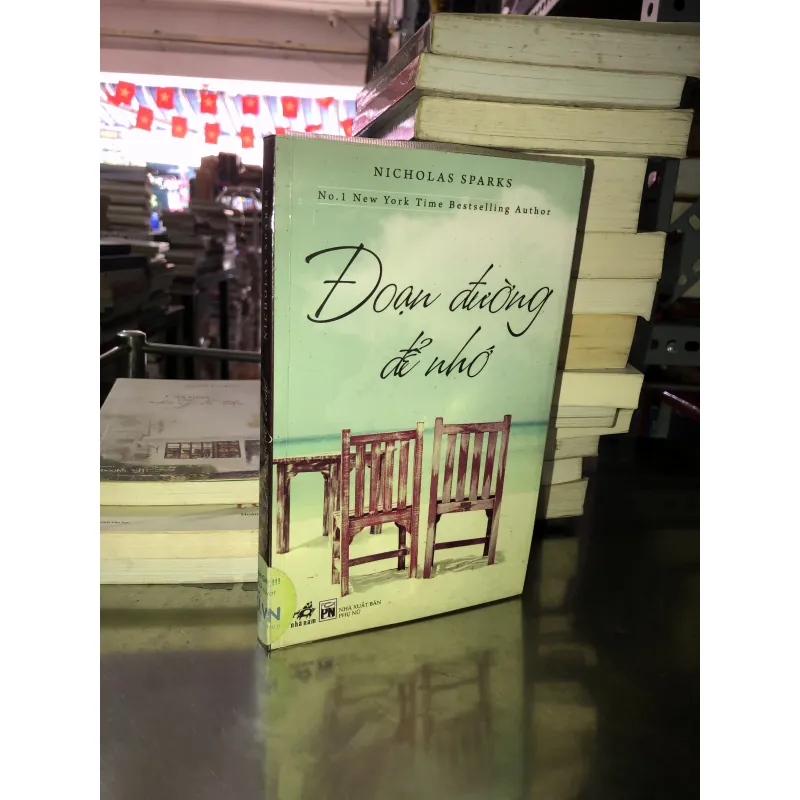 NICHOLAS SPARKS
No.1 New York Time Bestselling Author
Đoạn đường
để nhớ
nhã nam
PN
NHÀ XUẤT BẢN
PHỤ NỮ